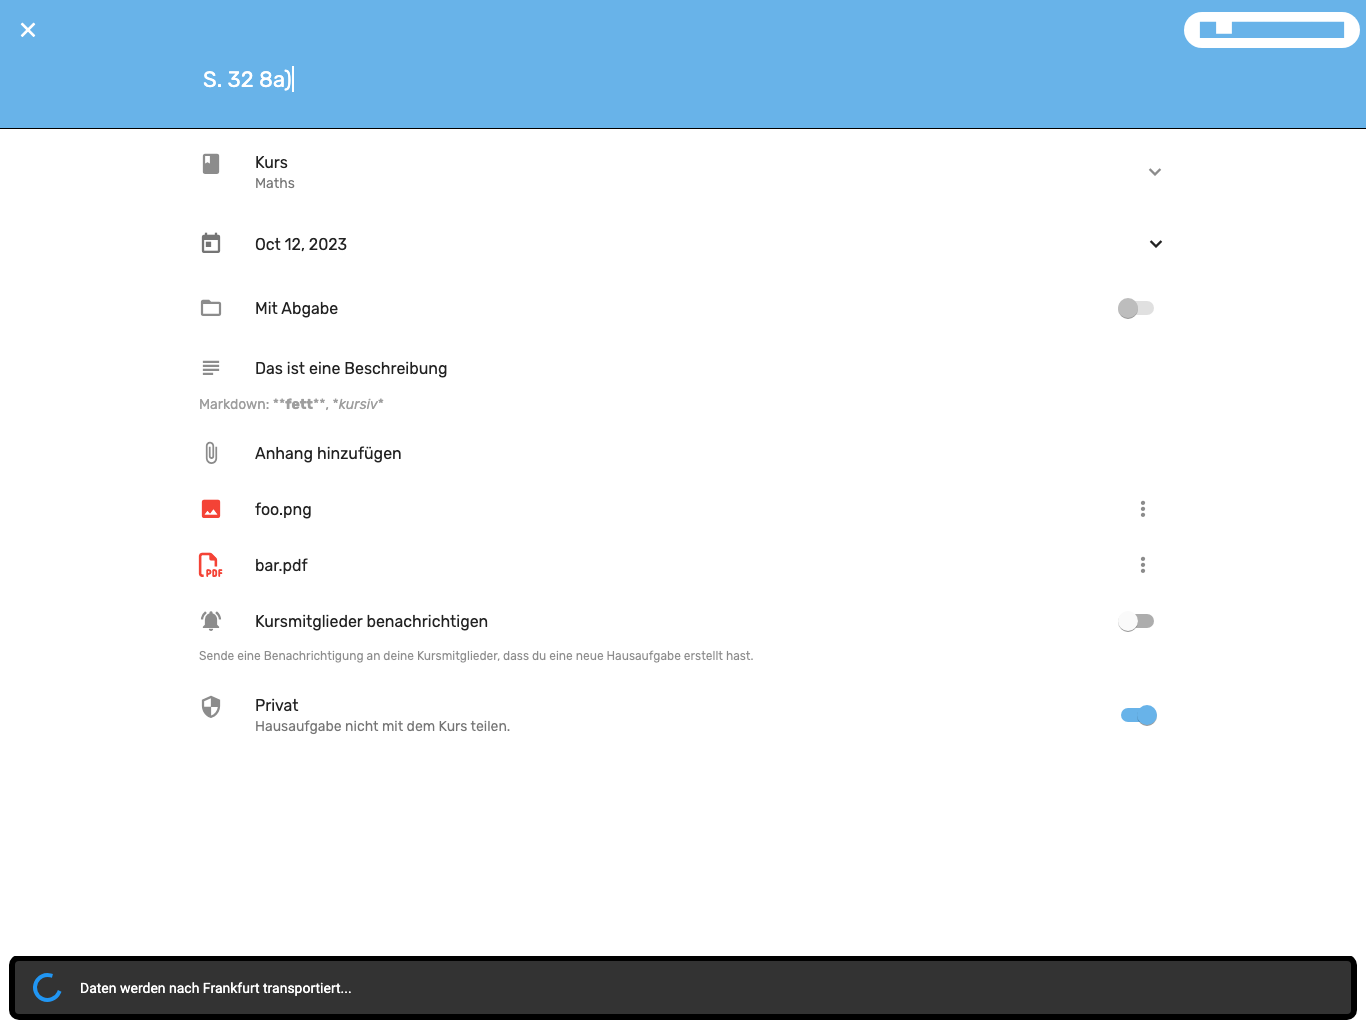 S. 32 8a)
Kurs
Maths
Oct 12, 2023
Mit Abgabe
Das ist eine Beschreibung
Markdown: **fett**, *kursiv*
Anhang hinzufügen
foo.png
PDF
bar.pdf
Kursmitglieder benachrichtigen
Sende eine Benachrichtigung an deine Kursmitglieder, dass du eine neue Hausaufgabe erstellt hast.
Privat
Hausaufgabe nicht mit dem Kurs teilen.
Daten werden nach Frankfurt transportiert...